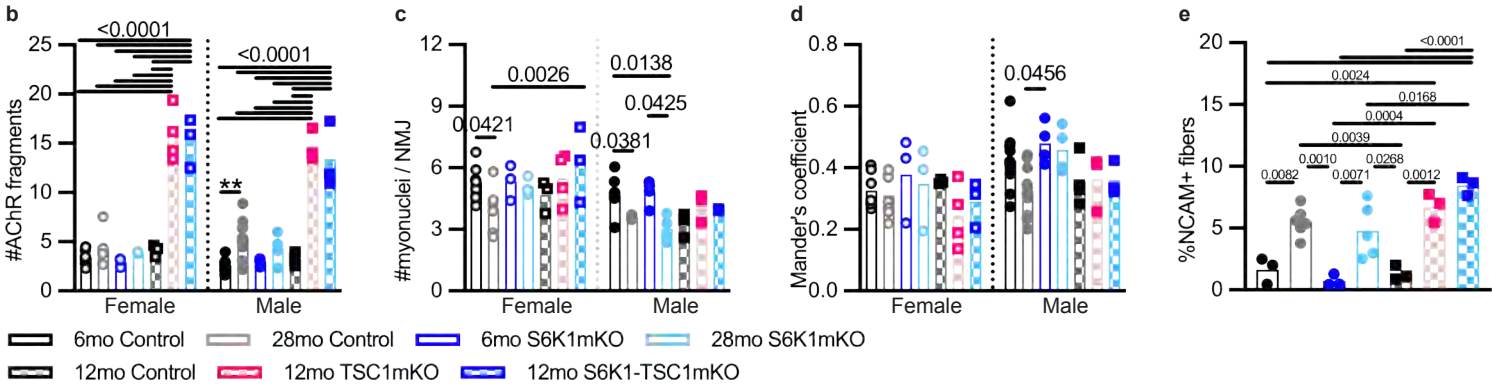 b
<0.0001
<0.0001
**
#AChR fragments
25
20
15
10
5
0
Female
Male
c
0.0138
0.0026
0.0425
0.0421
0.0381
#myonuclei / NMJ
12
9
6
3
0
Female
Male
d
0.0456
Mander's coefficient
0.8
0.6
0.4
0.2
0.0
Female
Male
e
<0.0001
0.0024
0.0168
0.0004
0.0039
0.0010
0.0268
0.0082
0.0071
0.0012
%NCAM+ fibers
20
15
10
5
0
6mo Control
28mo Control
6mo S6K1mKO
28mo S6K1mKO
12mo Control
12mo TSC1mKO
12mo S6K1-TSC1mKO